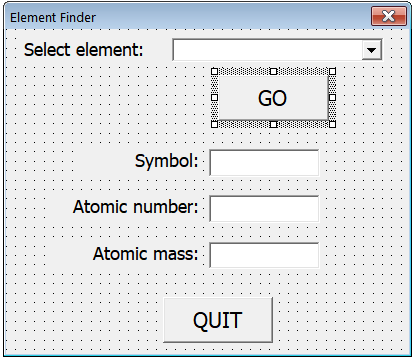 Element Finder
Select element:
GO
Symbol:
Atomic number:
Atomic mass:
QUIT